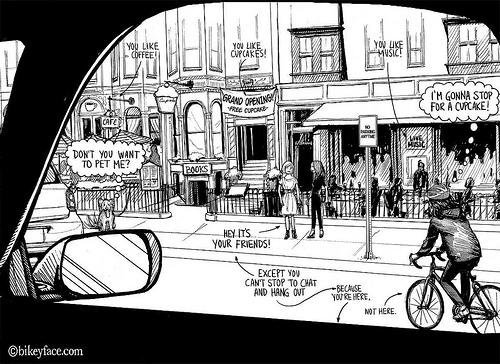 YOU LIKE
COFFEE!
YOU LIKE
CUPCAKES!
YOU LIKE
MUSIC!
I'M GONNA STOP
FOR A CUPCAKE!
GRAND OPENING!
FREE CUPCAKE
CAFE
NO
PARKING
ANYTIME
LIVE
MUSIC
DON'T YOU WANT
TO PET ME?
BOOKS
HEY IT'S
YOUR FRIENDS!
EXCEPT YOU
CAN'T STOP TO CHAT
AND HANG OUT
BECAUSE
YOU'RE HERE,
NOT HERE.
©bikeyface.com